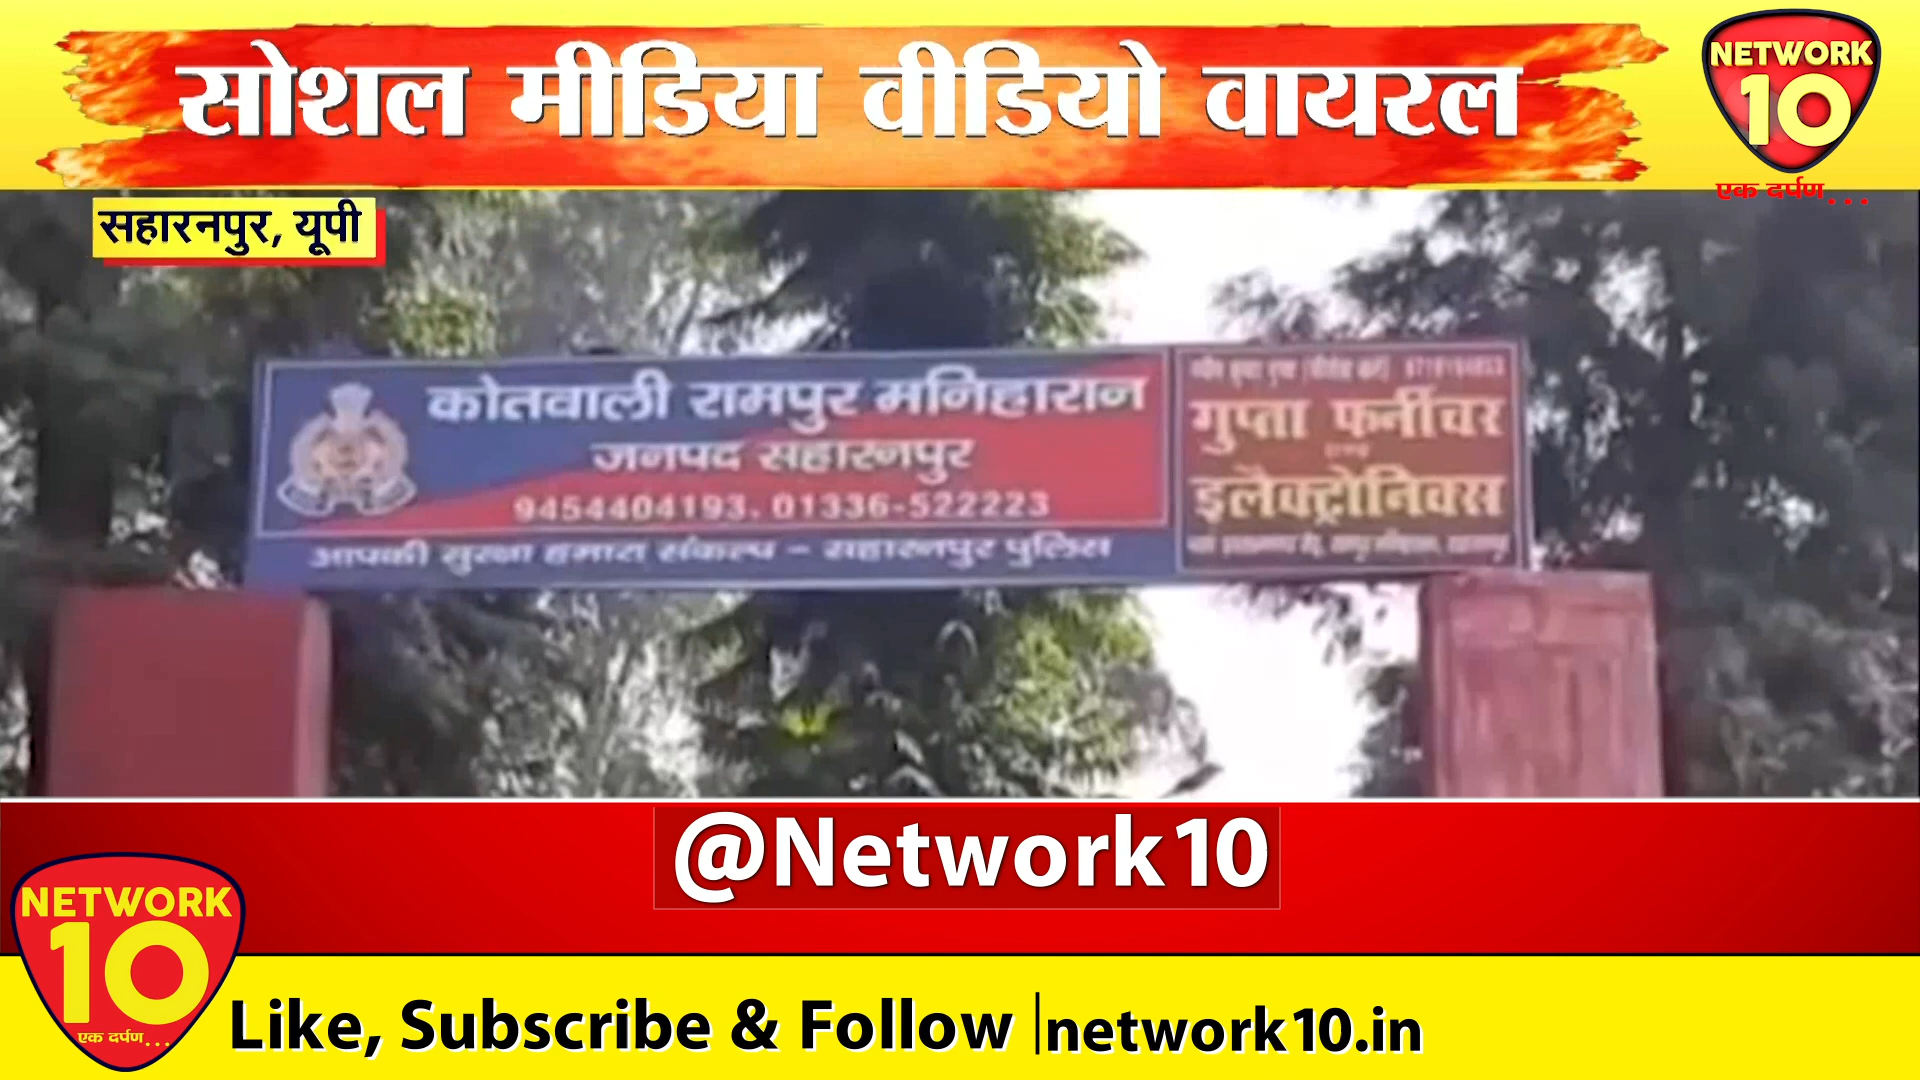 सोशल मीडिया वीडियो वायरल
NETWORK
10
एक दर्पण...
सहारनपुर, यूपी
कोतवाली रामपुर मनिहारान
जनपद सहारनपुर
9454404193, 01336-522223
आपकी सुरक्षा हमारा संकल्प - सहारनपुर पुलिस
गुप्ता फर्नीचर
इलैक्ट्रोनिक्स
@Network10
NETWORK
10
एक दर्पण...
Like, Subscribe & Follow |network10.in